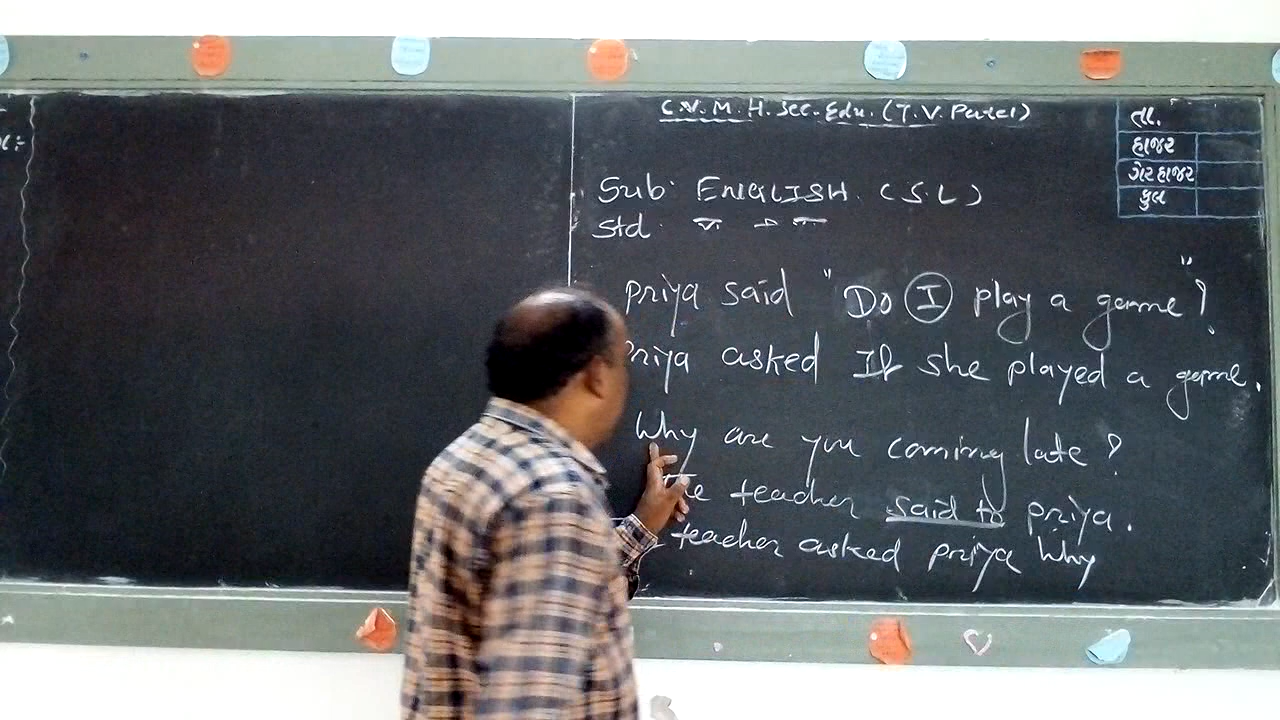 C.V.M. H. Sec. Edu. (T. V. Patel)
તા.
હાજર
ગેરહાજર
કુલ
Sub: ENGLISH. (S.L)
Std.
Priya said "Do I play a game"?
"
Priya asked If she played a game.
Why are you coming late?
teacher said to priya.
teacher asked priya Why